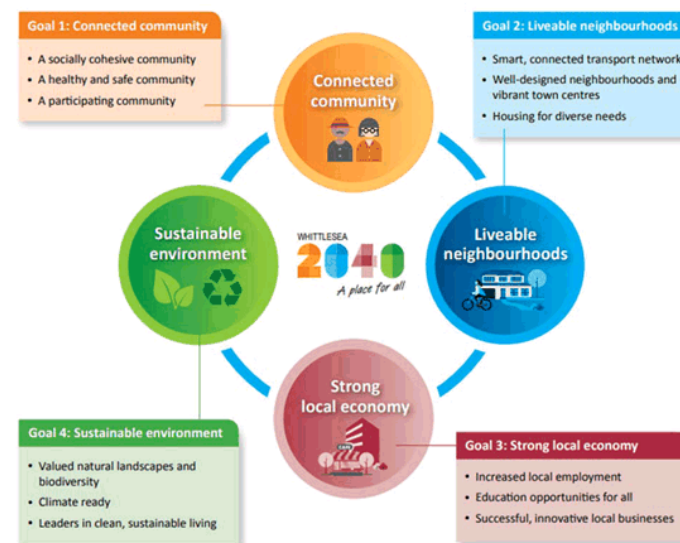 Goal 1: Connected community
• A socially cohesive community
• A healthy and safe community
• A participating community
Goal 2: Liveable neighbourhoods
• Smart, connected transport network
• Well-designed neighbourhoods and
vibrant town centres
• Housing for diverse needs
Connected
community
Sustainable
environment
WHITTLESEA
2040
A place for all
Liveable
neighbourhoods
Strong
local economy
CAFE
Goal 4: Sustainable environment
• Valued natural landscapes and
biodiversity
• Climate ready
• Leaders in clean, sustainable living
Goal 3: Strong local economy
• Increased local employment
• Education opportunities for all
• Successful, innovative local businesses